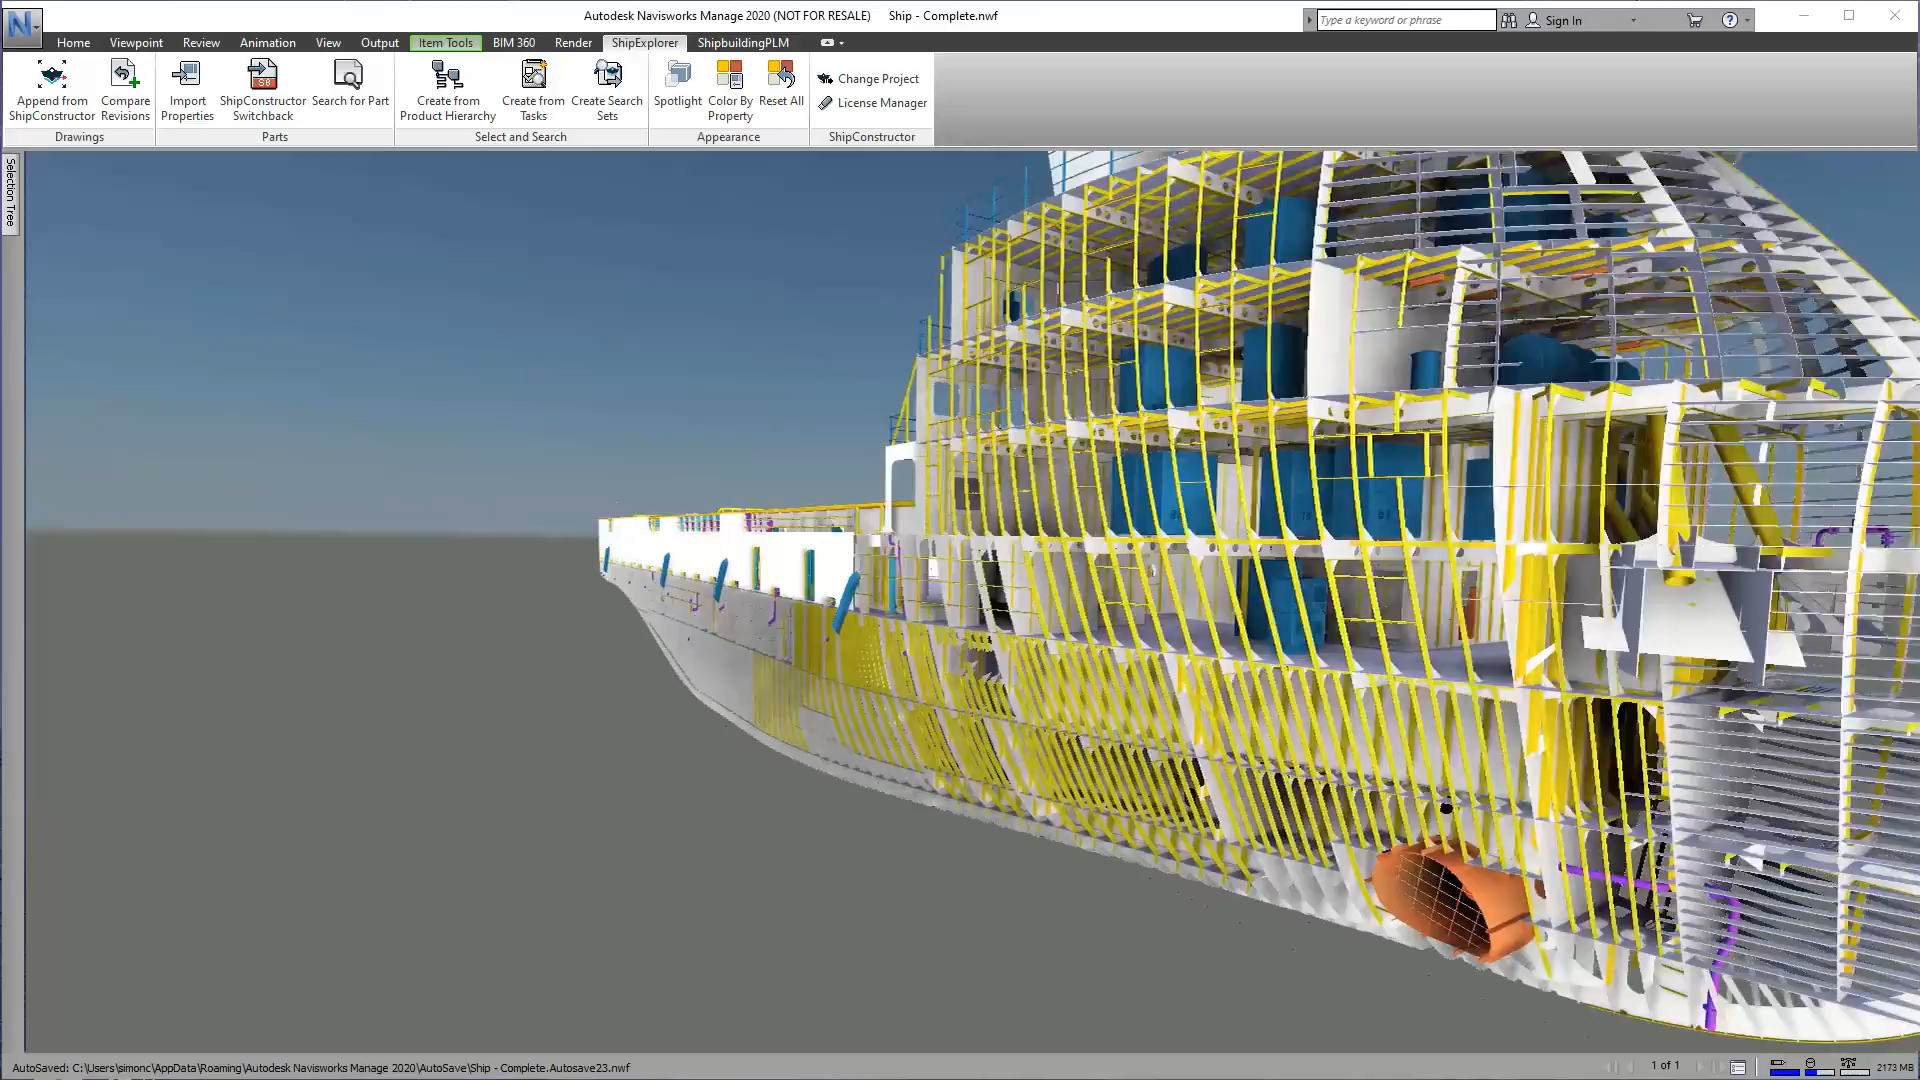 Autodesk Navisworks Manage 2020 (NOT FOR RESALE) Ship - Complete.nwf
Type a keyword or phrase
Sign In
Home Viewpoint Review Animation View Output Item Tools BIM 360 Render ShipExplorer ShipbuildingPLM
Append from ShipConstructor
Compare Revisions
Drawings
Import Properties
ShipConstructor Switchback
Search for Part
Parts
Create from Product Hierarchy
Create from Tasks
Create Search Sets
Select and Search
Spotlight
Color By Property
Reset All
Appearance
Change Project
License Manager
ShipConstructor
Selection Tree
AutoSaved: C:\Users\simonc\AppData\Roaming\Autodesk Navisworks Manage 2020\AutoSave\Ship - Complete.Autosave23.nwf
1 of 1
2173 MB